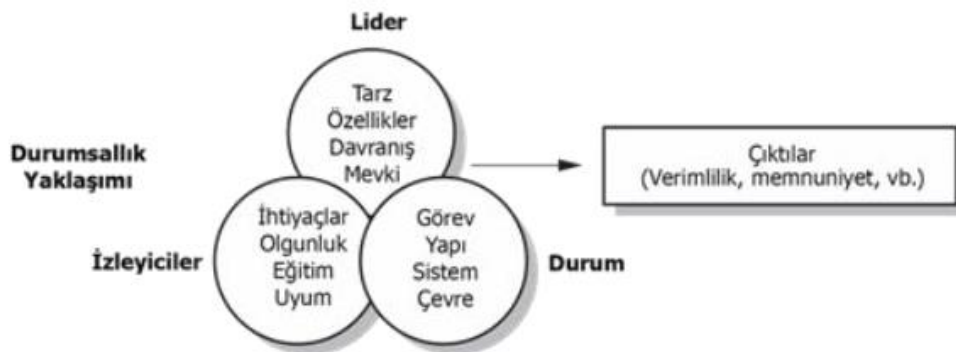 Lider
Tarz
Özellikler
Davranış
Mevki
Durumsallık
Yaklaşımı
Çıktılar
(Verimlilik, memnuniyet, vb.)
İzleyiciler
İhtiyaçlar
Olgunluk
Eğitim
Uyum
Görev
Yapı
Sistem
Çevre
Durum